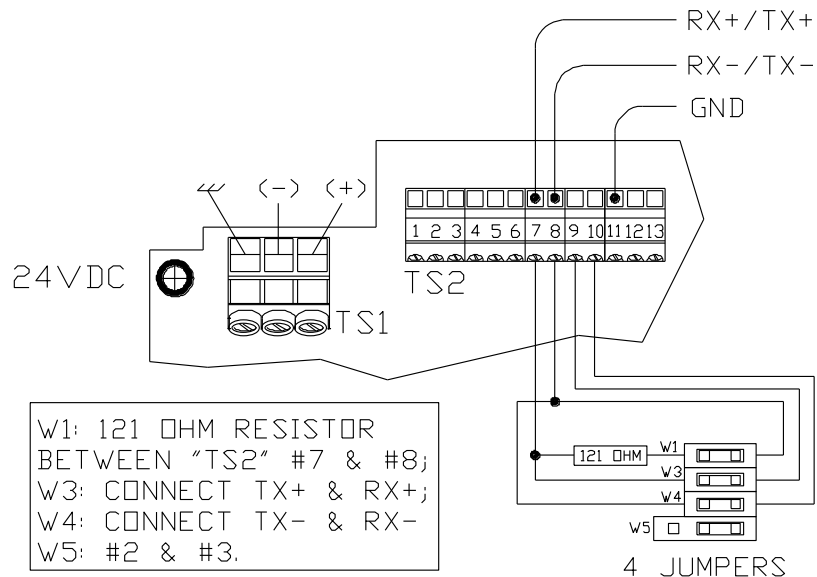 RX+/TX+
RX-/TX-
GND
(-) (+)
1 2 3 4 5 6 7 8 9 10 11 12 13
24VDC
TS2
TS1
W1: 121 OHM RESISTOR
BETWEEN "TS2" #7 & #8;
W3: CONNECT TX+ & RX+;
W4: CONNECT TX- & RX-
W5: #2 & #3.
121 OHM
W1
W3
W4
W5
4 JUMPERS